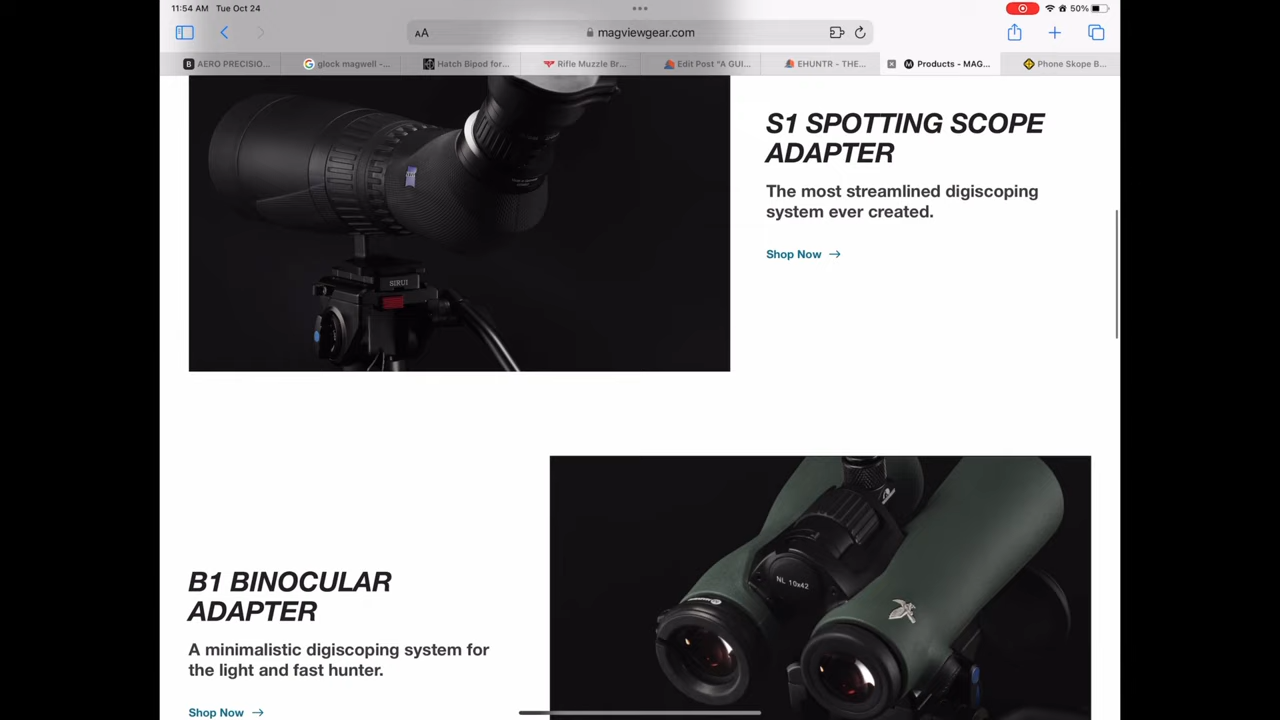 11:54 AM Tue Oct 24
50%
AA
magviewgear.com
AERO PRECISIO...
glock magwell -...
Hatch Bipod for...
Rifle Muzzle Br...
Edit Post "A GUI...
EHUNTR - THE...
Products - MAG...
Phone Skope B...
S1 SPOTTING SCOPE
ADAPTER
The most streamlined digiscoping
system ever created.
Shop Now →
SIRUI
NL 10x42
B1 BINOCULAR
ADAPTER
A minimalistic digiscoping system for
the light and fast hunter.
Shop Now →